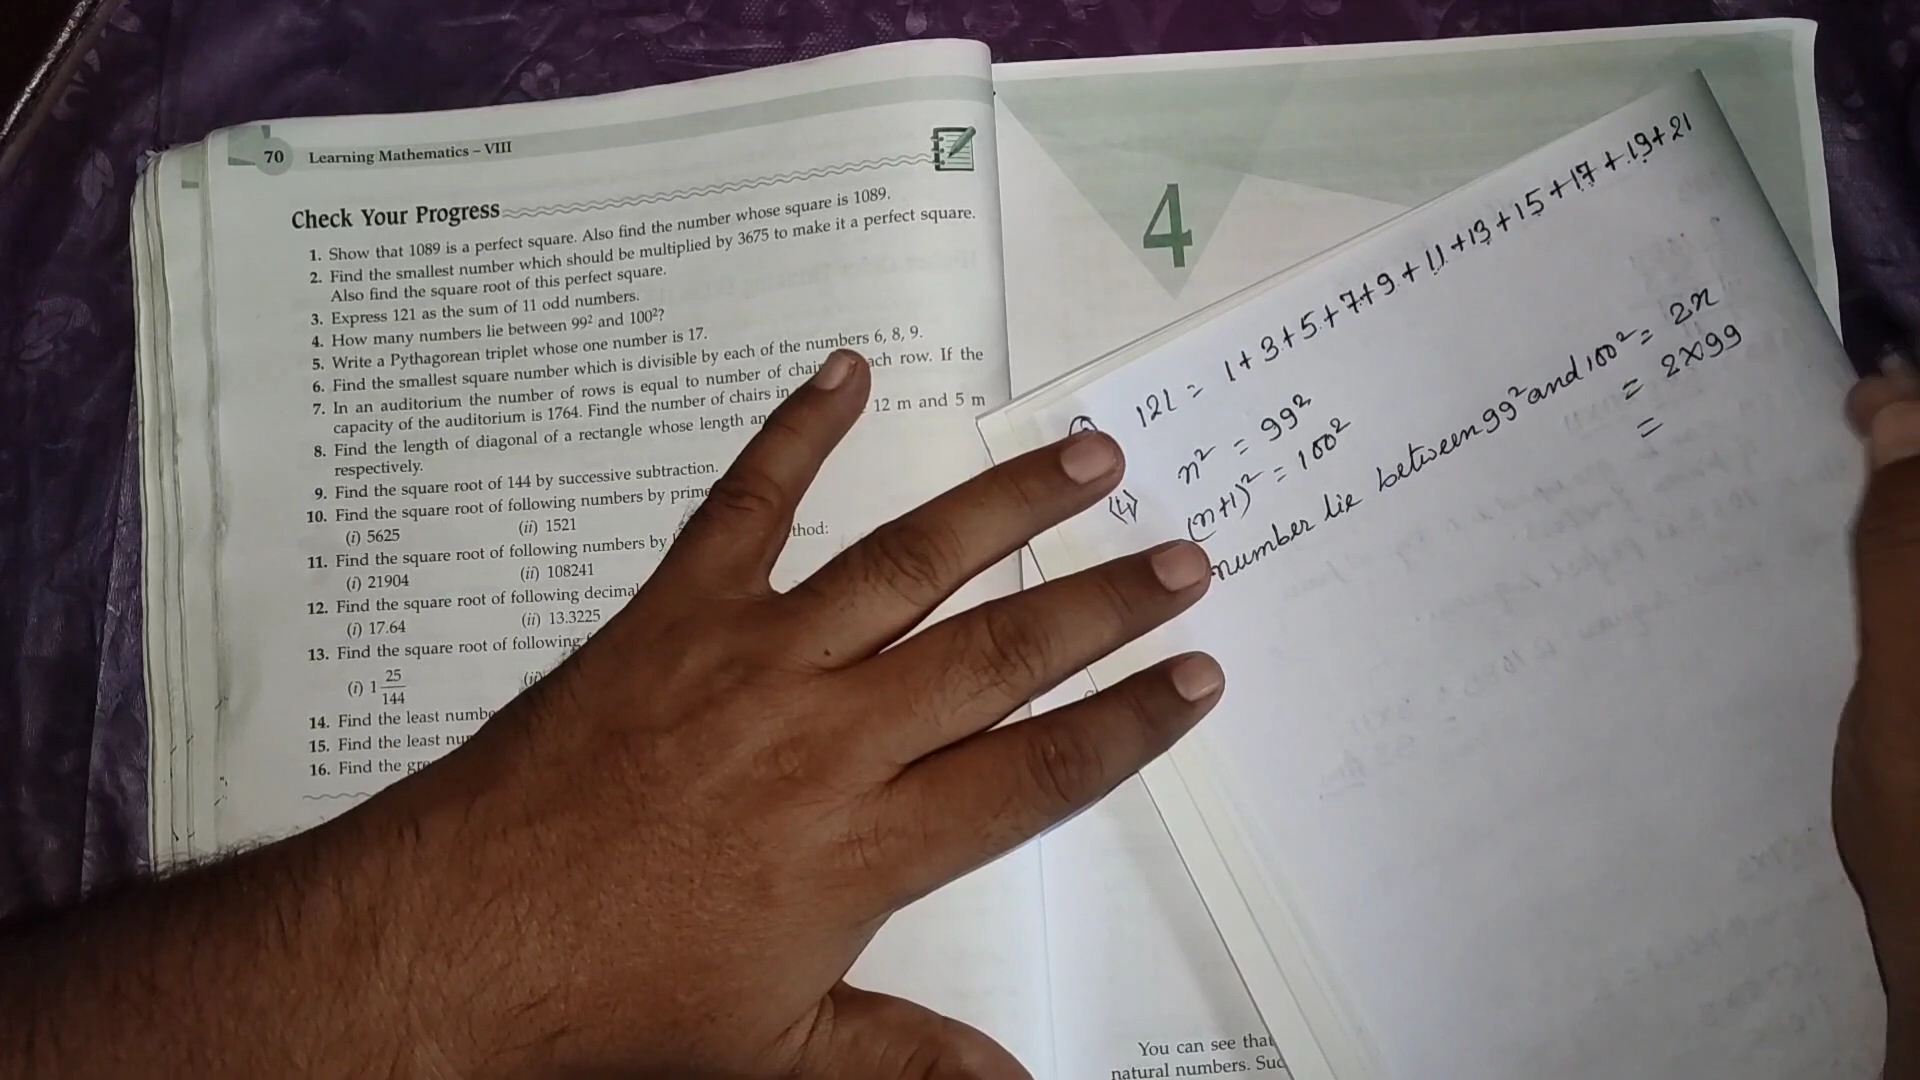 70 Learning Mathematics – VIII
Check Your Progress
1. Show that 1089 is a perfect square. Also find the number whose square is 1089.
2. Find the smallest number which should be multiplied by 3675 to make it a perfect square.
Also find the square root of this perfect square.
3. Express 121 as the sum of 11 odd numbers.
4. How many numbers lie between 99² and 100²?
5. Write a Pythagorean triplet whose one number is 17.
6. Find the smallest square number which is divisible by each of the numbers 6, 8, 9.
7. In an auditorium the number of rows is equal to number of chair ach row. If the
capacity of the auditorium is 1764. Find the number of chairs in
8. Find the length of diagonal of a rectangle whose length an 12 m and 5 m
respectively.
9. Find the square root of 144 by successive subtraction.
10. Find the square root of following numbers by prime
(i) 5625 (ii) 1521
11. Find the square root of following numbers by thod:
(i) 21904 (ii) 108241
12. Find the square root of following decimal
(i) 17.64 (ii) 13.3225
13. Find the square root of following
(i) 1 25/144 (ii)
14. Find the least numbe
15. Find the least nu
16. Find the gre
4
121 = 1+3+5+7+9+11+13+15+17+19+21
(4) n² = 99²
(n+1)² = 100²
number lie between 99² and 100² = 2n
= 2×99
=
You can see that
natural numbers. Suc